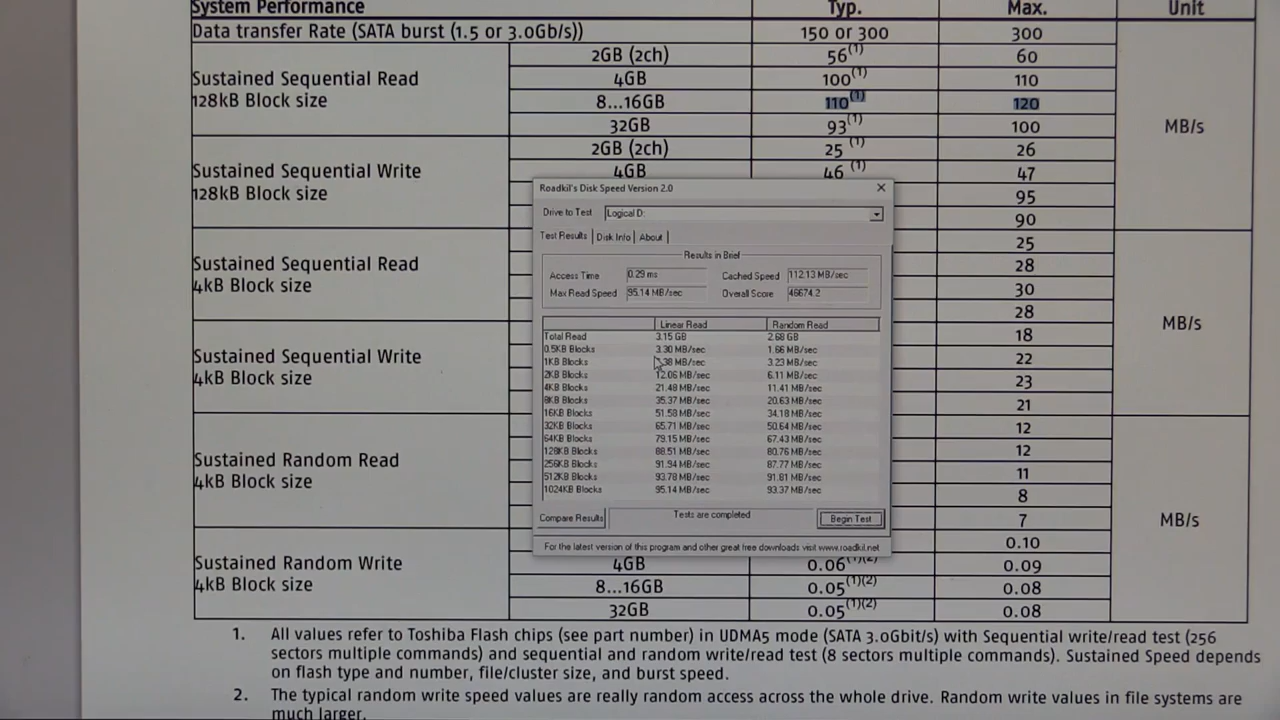 System Performance Typ. Max. Unit
Data transfer Rate (SATA burst (1.5 or 3.0Gb/s)) 150 or 300 300
Sustained Sequential Read
128kB Block size
2GB (2ch) 56(1) 60
4GB 100(1) 110
8...16GB 110(1) 120
32GB 93(1) 100
MB/s
Sustained Sequential Write
128kB Block size
2GB (2ch) 25 (1) 26
4GB 46 (1) 47
95
90
Sustained Sequential Read
4kB Block size
25
28
30
28
MB/s
Sustained Sequential Write
4kB Block size
18
22
23
21
Sustained Random Read
4kB Block size
12
12
11
8
7
MB/s
Sustained Random Write
4kB Block size
0.10
4GB 0.06(1)(2) 0.09
8...16GB 0.05(1)(2) 0.08
32GB 0.05(1)(2) 0.08
1. All values refer to Toshiba Flash chips (see part number) in UDMA5 mode (SATA 3.0Gbit/s) with Sequential write/read test (256
sectors multiple commands) and sequential and random write/read test (8 sectors multiple commands). Sustained Speed depends
on flash type and number, file/cluster size, and burst speed.
2. The typical random write speed values are really random access across the whole drive. Random write values in file systems are
much larger.
Roadkil's Disk Speed Version 2.0
Drive to Test Logical D:
Test Results Disk Info About
Results in Brief
Access Time 0.29 ms Cached Speed 112.13 MB/sec
Max Read Speed 95.14 MB/sec Overall Score 46674.2
Linear Read Random Read
Total Read 3.15 GB 2.68 GB
0.5KB Blocks 3.30 MB/sec 1.66 MB/sec
1KB Blocks .38 MB/sec 3.23 MB/sec
2KB Blocks 12.06 MB/sec 6.11 MB/sec
4KB Blocks 21.48 MB/sec 11.41 MB/sec
8KB Blocks 35.37 MB/sec 20.63 MB/sec
16KB Blocks 51.58 MB/sec 34.18 MB/sec
32KB Blocks 65.71 MB/sec 50.64 MB/sec
64KB Blocks 79.15 MB/sec 67.43 MB/sec
128KB Blocks 88.51 MB/sec 80.76 MB/sec
256KB Blocks 91.94 MB/sec 87.77 MB/sec
512KB Blocks 93.78 MB/sec 91.81 MB/sec
1024KB Blocks 95.14 MB/sec 93.37 MB/sec
Compare Results Tests are completed Begin Test
For the latest version of this program and other great free downloads visit www.roadkil.net